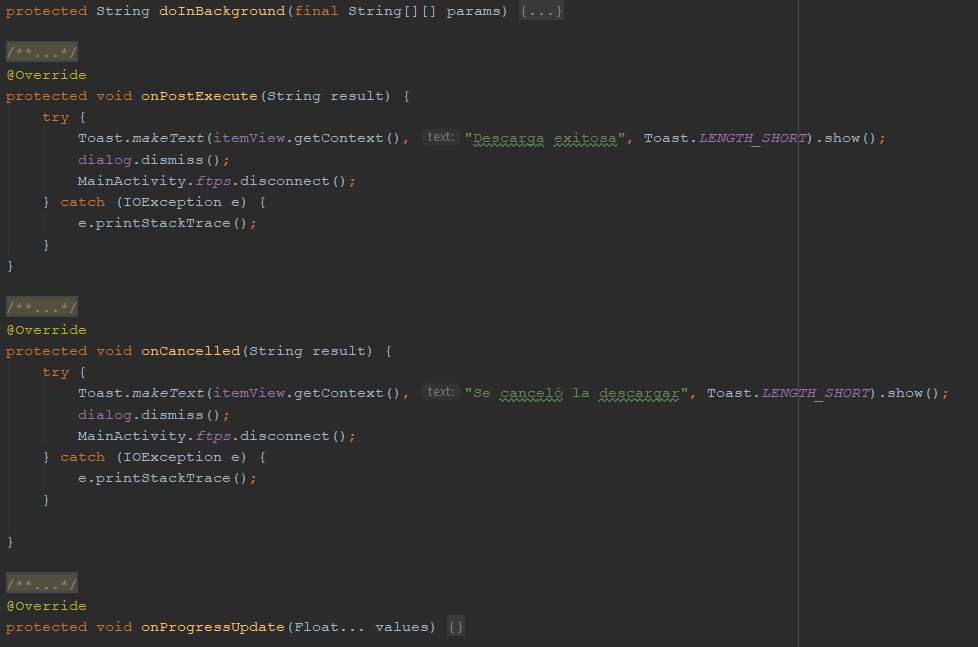 protected String doInBackground(final String[][] params) {...}
/**...*/
@Override
protected void onPostExecute(String result) {
try {
Toast.makeText(itemView.getContext(), text: "Descarga exitosa", Toast.LENGTH_SHORT).show();
dialog.dismiss();
MainActivity.ftps.disconnect();
} catch (IOException e) {
e.printStackTrace();
}
}
/**...*/
@Override
protected void onCancelled(String result) {
try {
Toast.makeText(itemView.getContext(), text: "Se canceló la descargar", Toast.LENGTH_SHORT).show();
dialog.dismiss();
MainActivity.ftps.disconnect();
} catch (IOException e) {
e.printStackTrace();
}
}
/**...*/
@Override
protected void onProgressUpdate(Float... values) {}